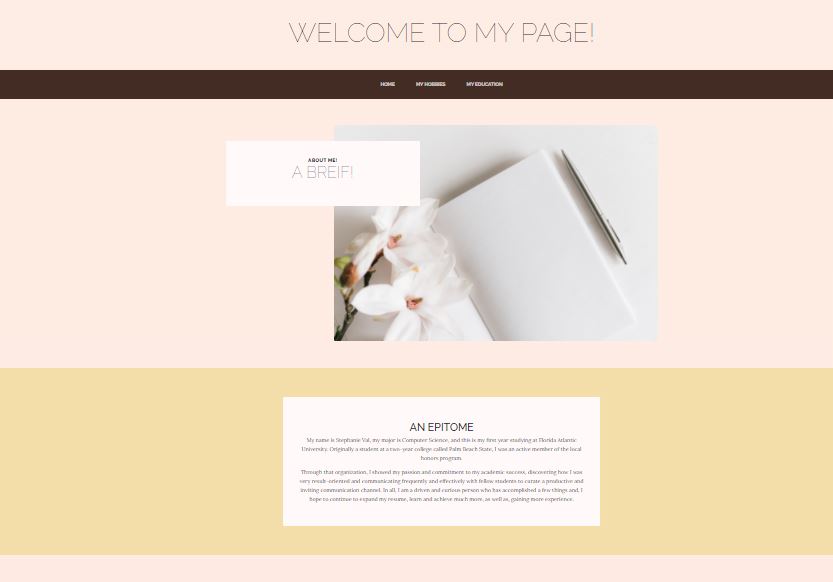 WELCOME TO MY PAGE!
HOME MY HOBBIES MY EDUCATION
ABOUT ME!
A BREIF!
AN EPITOME
My name is Stephanie Val, my major is Computer Science, and this is my first year studying at Florida Atlantic
University. Originally a student at a two-year college called Palm Beach State, I was an active member of the local
honors program.
Through that organization, I showed my passion and commitment to my academic success, discovering how I was
very result-oriented and communicating frequently and effectively with fellow students to curate a productive and
inviting communication channel. In all, I am a driven and curious person who has accomplished a few things and, I
hope to continue to expand my resume, learn and achieve much more, as well as, gaining more experience.